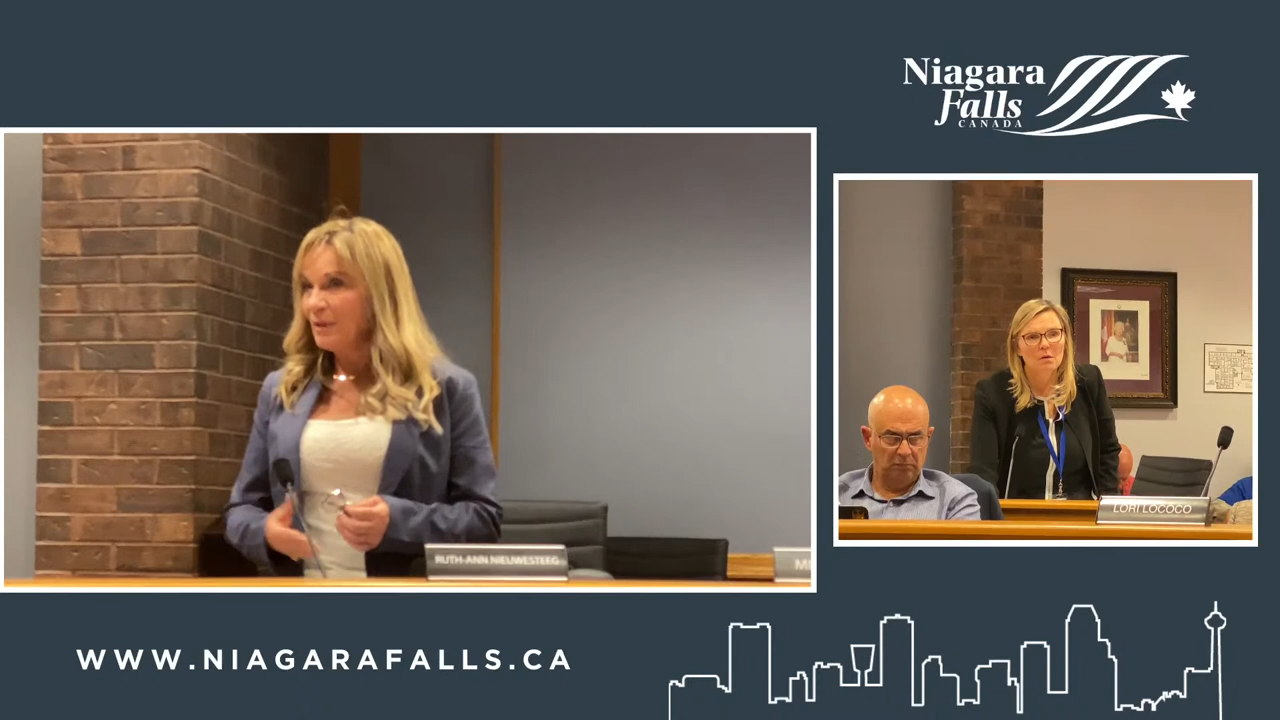 Niagara
Falls
CANADA
RUTH-ANN NIEUWESTEEG
LORI LOCOCO
WWW.NIAGARAFALLS.CA